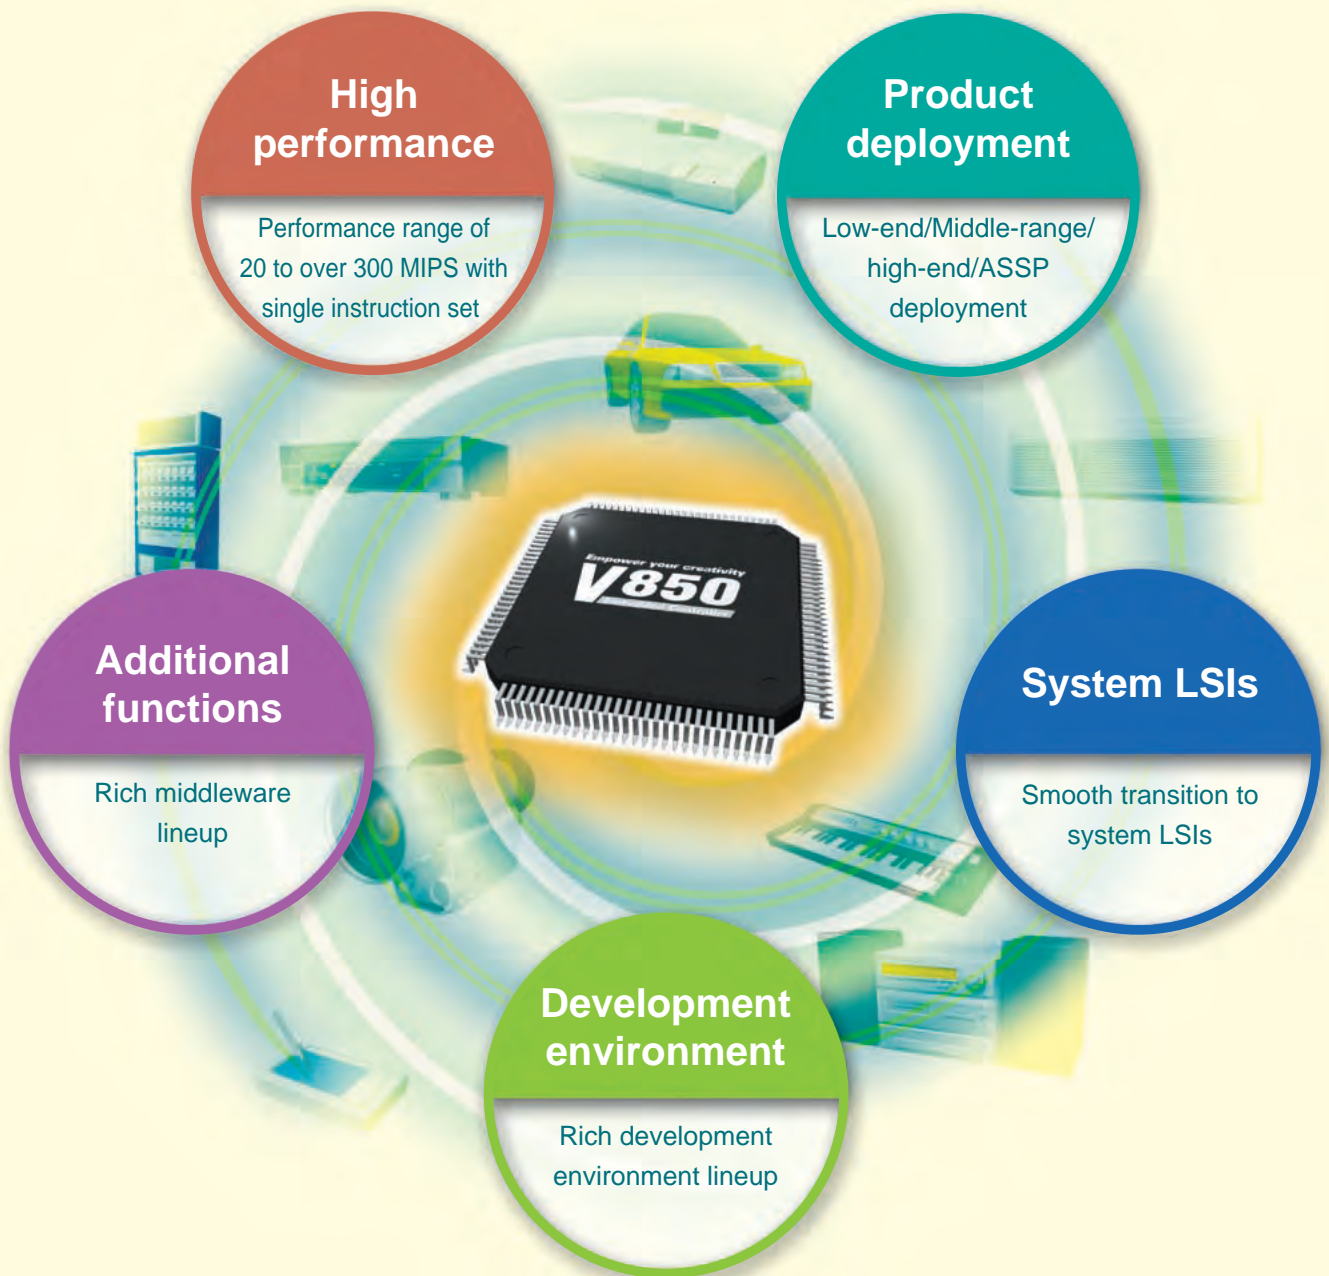 High
performance
Performance range of
20 to over 300 MIPS with
single instruction set
Product
deployment
Low-end/Middle-range/
high-end/ASSP
deployment
Empower your creativity
V850
Embedded Controller
Additional
functions
Rich middleware
lineup
System LSIs
Smooth transition to
system LSIs
Development
environment
Rich development
environment lineup